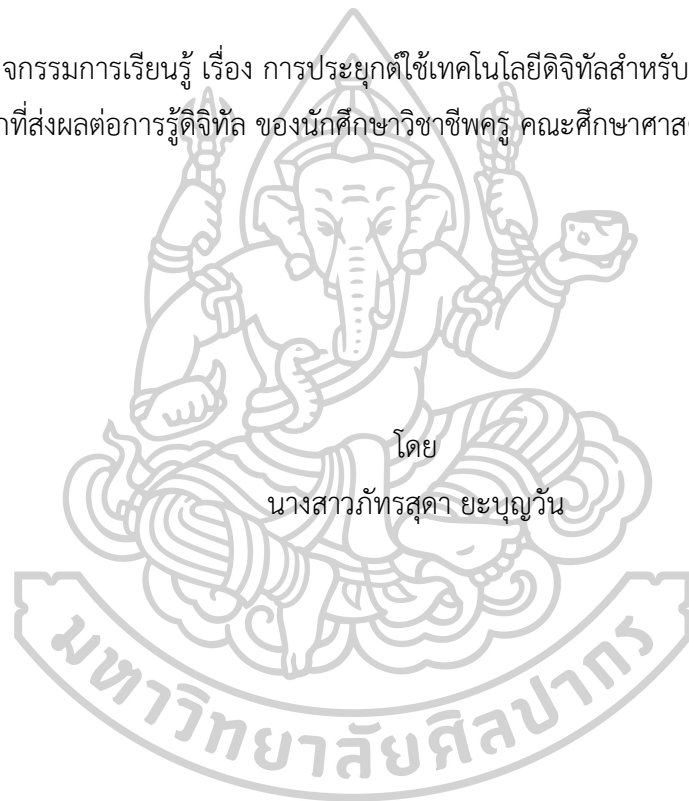 จกรรมการเรียนรู้ เรื่อง การประยุกต์ใช้เทคโนโลยีดิจิทัลสำหรับ
ที่ส่งผลต่อการรู้ดิจิทัล ของนักศึกษาวิชาชีพครู คณะศึกษาศาส
โดย
นางสาวภัทรสุดา ยะบุญวัน
มหาวิทยาลัยศิลปากร